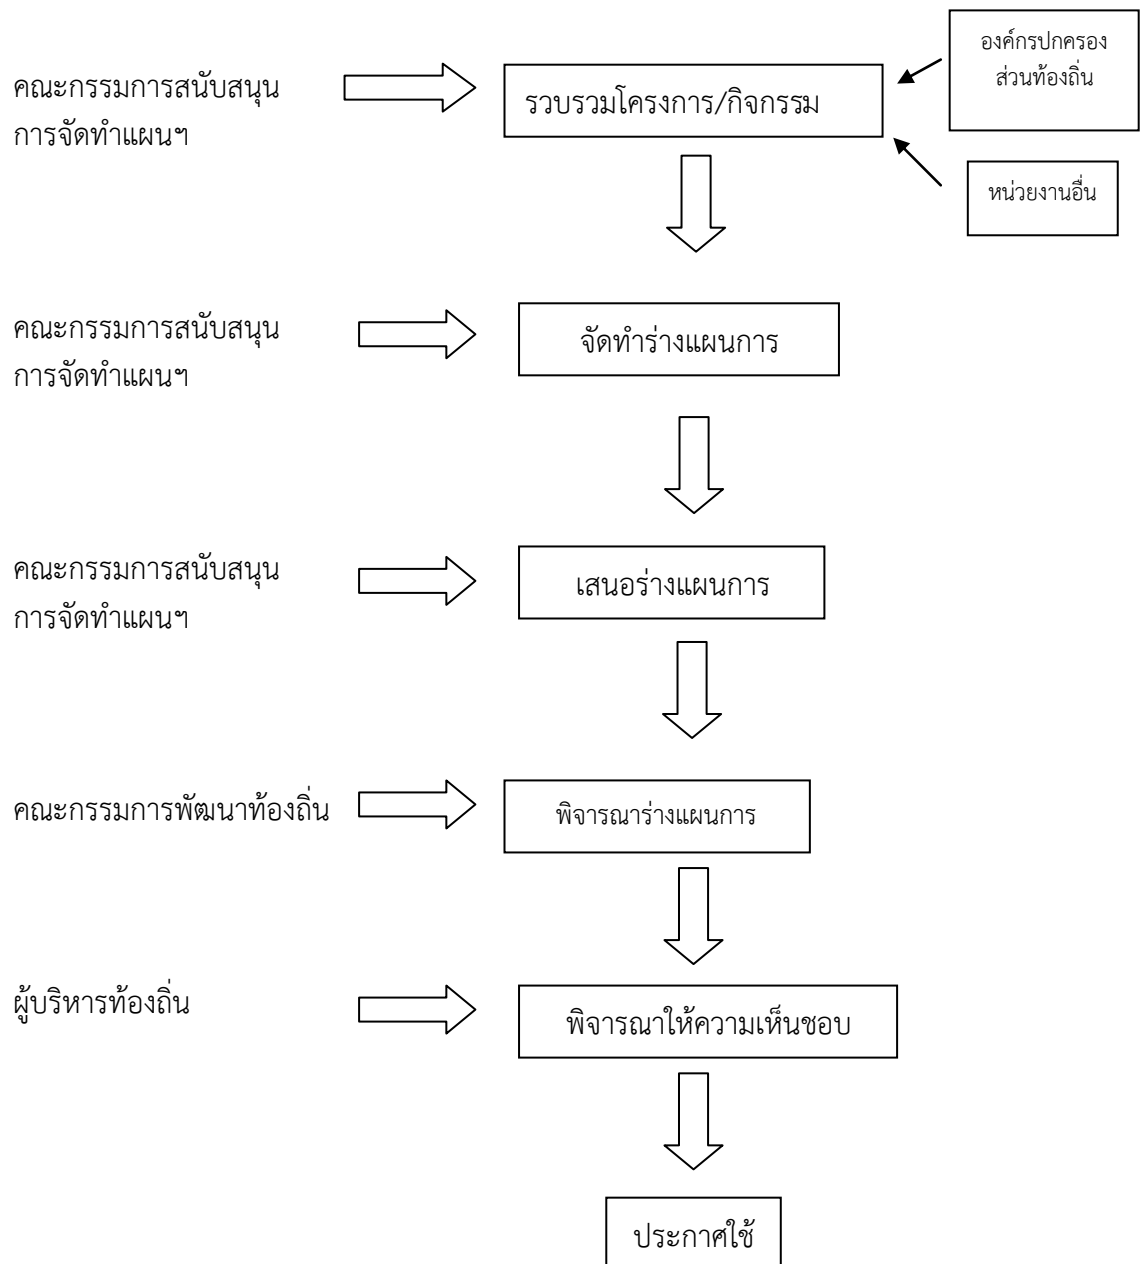 องค์กรปกครอง
ส่วนท้องถิ่น
คณะกรรมการสนับสนุน
การจัดทำแผนฯ
รวบรวมโครงการ/กิจกรรม
หน่วยงานอื่น
คณะกรรมการสนับสนุน
การจัดทำแผนฯ
จัดทำร่างแผนการ
คณะกรรมการสนับสนุน
การจัดทำแผนฯ
เสนอร่างแผนการ
คณะกรรมการพัฒนาท้องถิ่น
พิจารณาร่างแผนการ
ผู้บริหารท้องถิ่น
พิจารณาให้ความเห็นชอบ
ประกาศใช้